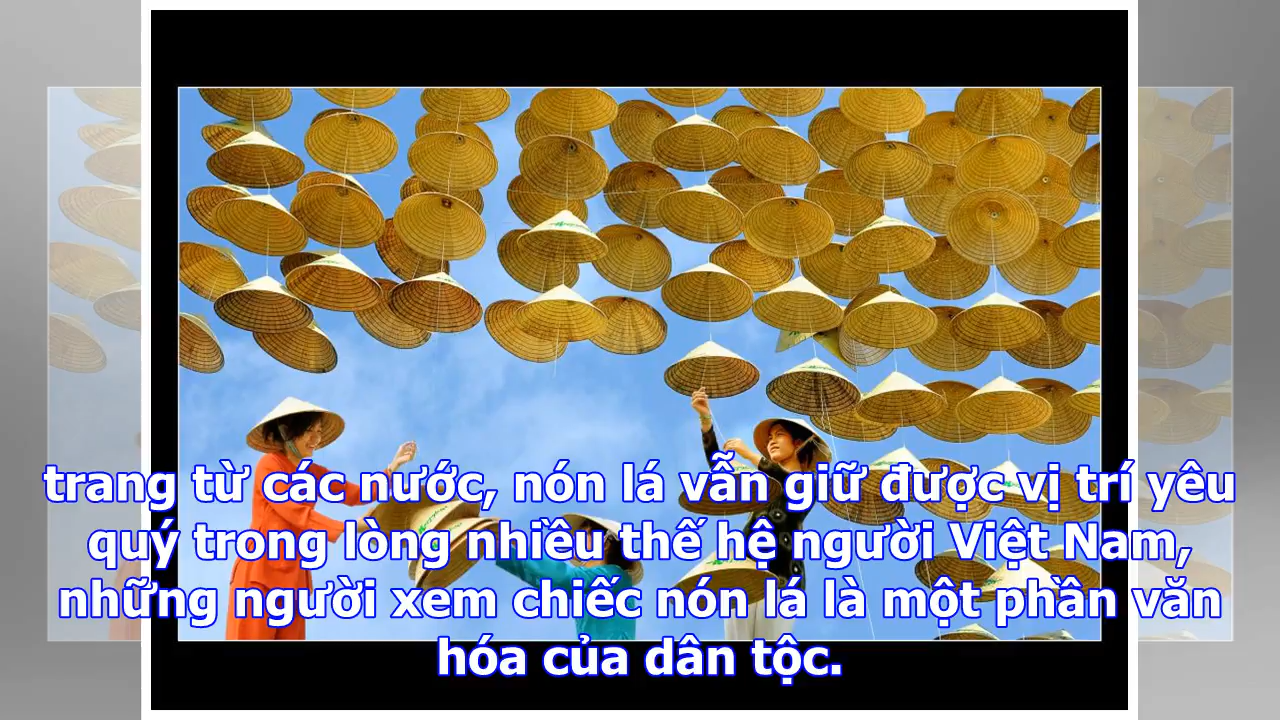 trang từ các nước, nón lá vẫn giữ được vị trí yêu
quý trong lòng nhiều thế hệ người Việt Nam,
những người xem chiếc nón lá là một phần văn
hóa của dân tộc.